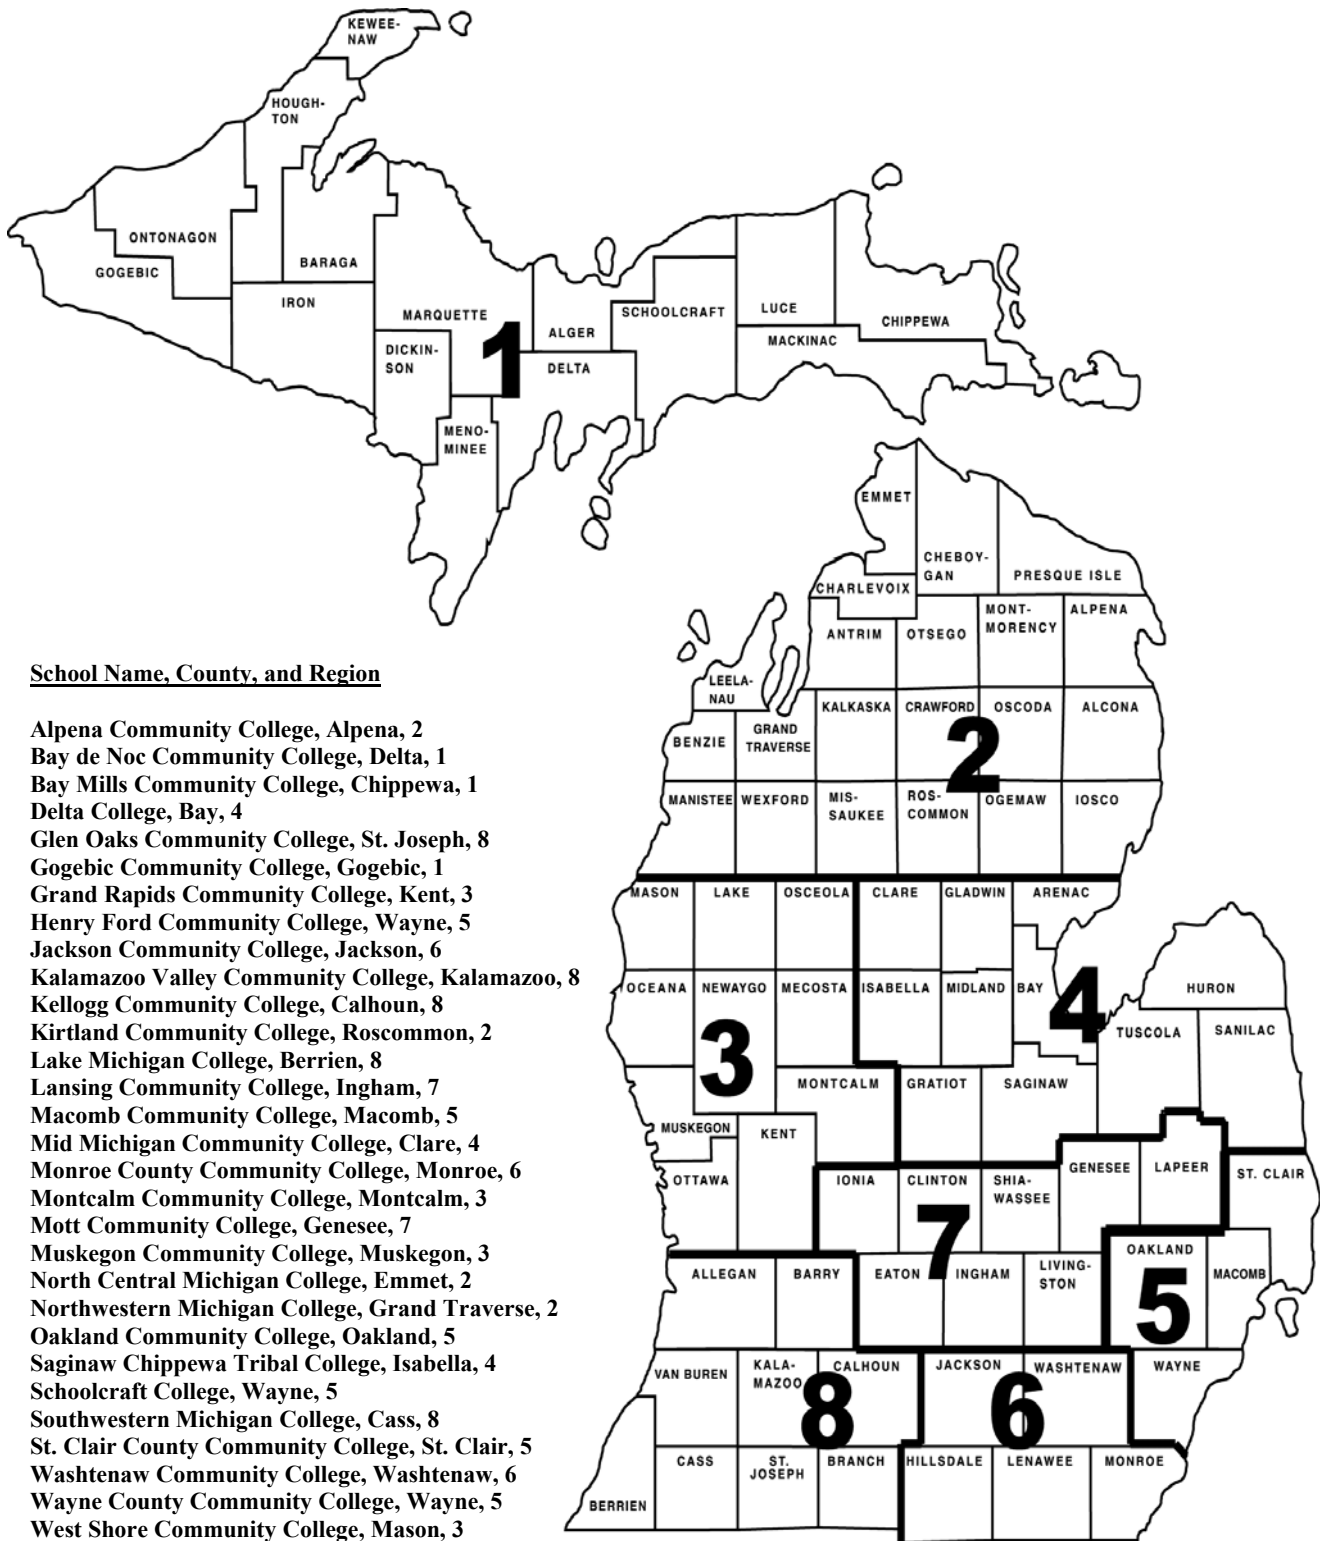 KEWEE-
NAW
HOUGH-
TON
ONTONAGON
GOGEBIC
BARAGA
IRON
MARQUETTE
DICKIN-
SON
1
ALGER
DELTA
MENO-
MINEE
SCHOOLCRAFT
LUCE
CHIPPEWA
MACKINAC
EMMET
CHEBOY-
GAN
PRESQUE ISLE
CHARLEVOIX
ANTRIM
OTSEGO
MONT-
MORENCY
ALPENA
LEELA-
NAU
KALKASKA
CRAWFORD
OSCODA
ALCONA
BENZIE
GRAND
TRAVERSE
2
MANISTEE
WEXFORD
MIS-
SAUKEE
ROS-
COMMON
OGEMAW
IOSCO
MASON
LAKE
OSCEOLA
CLARE
GLADWIN
ARENAC
OCEANA
NEWAYGO
MECOSTA
ISABELLA
MIDLAND
BAY
4
HURON
3
TUSCOLA
SANILAC
MONTCALM
GRATIOT
SAGINAW
MUSKEGON
KENT
OTTAWA
IONIA
CLINTON
SHIA-
WASSEE
GENESEE
LAPEER
ST. CLAIR
7
ALLEGAN
BARRY
EATON
INGHAM
LIVING-
STON
OAKLAND
MACOMB
5
VAN BUREN
KALA-
MAZOO
CALHOUN
JACKSON
WASHTENAW
WAYNE
8
6
CASS
ST.
JOSEPH
BRANCH
HILLSDALE
LENAWEE
MONROE
BERRIEN
School Name, County, and Region
Alpena Community College, Alpena, 2
Bay de Noc Community College, Delta, 1
Bay Mills Community College, Chippewa, 1
Delta College, Bay, 4
Glen Oaks Community College, St. Joseph, 8
Gogebic Community College, Gogebic, 1
Grand Rapids Community College, Kent, 3
Henry Ford Community College, Wayne, 5
Jackson Community College, Jackson, 6
Kalamazoo Valley Community College, Kalamazoo, 8
Kellogg Community College, Calhoun, 8
Kirtland Community College, Roscommon, 2
Lake Michigan College, Berrien, 8
Lansing Community College, Ingham, 7
Macomb Community College, Macomb, 5
Mid Michigan Community College, Clare, 4
Monroe County Community College, Monroe, 6
Montcalm Community College, Montcalm, 3
Mott Community College, Genesee, 7
Muskegon Community College, Muskegon, 3
North Central Michigan College, Emmet, 2
Northwestern Michigan College, Grand Traverse, 2
Oakland Community College, Oakland, 5
Saginaw Chippewa Tribal College, Isabella, 4
Schoolcraft College, Wayne, 5
Southwestern Michigan College, Cass, 8
St. Clair County Community College, St. Clair, 5
Washtenaw Community College, Washtenaw, 6
Wayne County Community College, Wayne, 5
West Shore Community College, Mason, 3